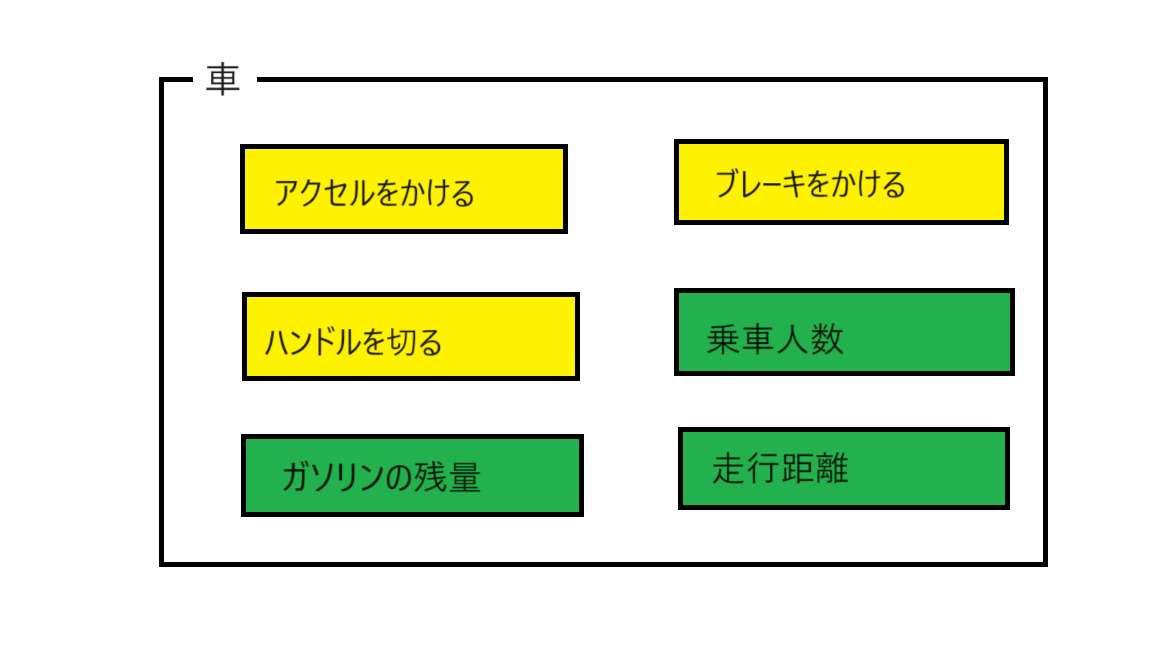 車
アクセルをかける
ブレーキをかける
ハンドルを切る
乗車人数
ガソリンの残量
走行距離